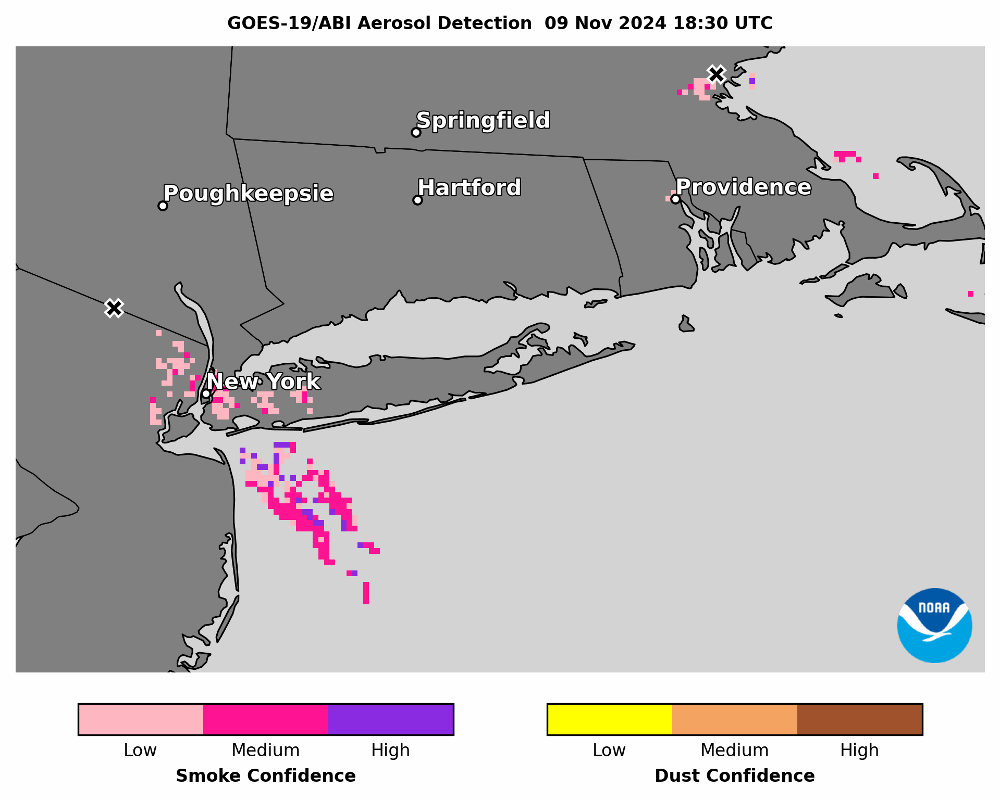 GOES-19/ABI Aerosol Detection  09 Nov 2024 18:30 UTC
Springfield
Poughkeepsie
Hartford
Providence
New York
NOAA
Low Medium High
Smoke Confidence
Low Medium High
Dust Confidence